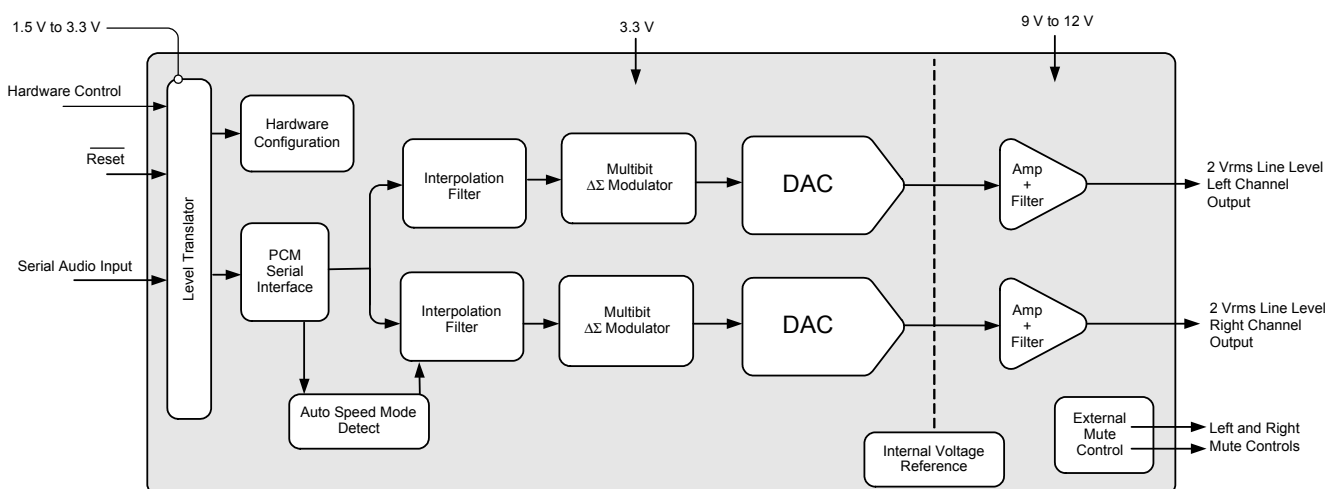 1.5 V to 3.3 V
3.3 V
9 V to 12 V
Hardware Control
Reset
Serial Audio Input
Level Translator
Hardware
Configuration
PCM
Serial
Interface
Auto Speed Mode
Detect
Interpolation
Filter
Multibit
ΔΣ Modulator
DAC
Amp
+
Filter
2 Vrms Line Level
Left Channel
Output
Interpolation
Filter
Multibit
ΔΣ Modulator
DAC
Amp
+
Filter
2 Vrms Line Level
Right Channel
Output
Internal Voltage
Reference
External
Mute
Control
Left and Right
Mute Controls